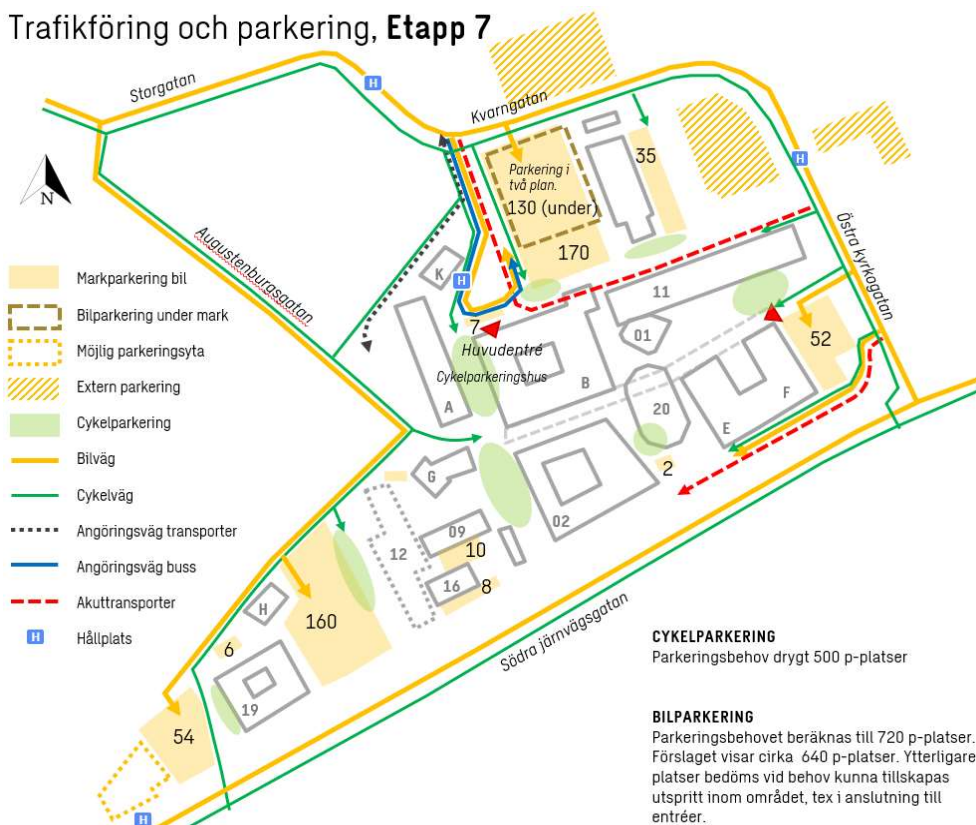 Trafikföring och parkering, Etapp 7
Storgatan
H
Kvarngatan
H
Östra kyrkogatan
N
Augustenburgsgatan
Parkering i
två plan.
130 (under)
170
35
K
H
7
Huvudentré
Cykelparkeringshus
A
B
11
01
20
52
F
E
2
02
G
09
10
12
16
8
H
160
6
19
54
H
Södra järnvägsgatan
Markparkering bil
Bilparkering under mark
Möjlig parkeringsyta
Extern parkering
Cykelparkering
Bilväg
Cykelväg
Angöringsväg transporter
Angöringsväg buss
Akuttransporter
H Hållplats
CYKELPARKERING
Parkeringsbehov drygt 500 p-platser
BILPARKERING
Parkeringsbehovet beräknas till 720 p-platser.
Förslaget visar cirka 640 p-platser. Ytterligare
platser bedöms vid behov kunna tillskapas
utspritt inom området, tex i anslutning till
entréer.